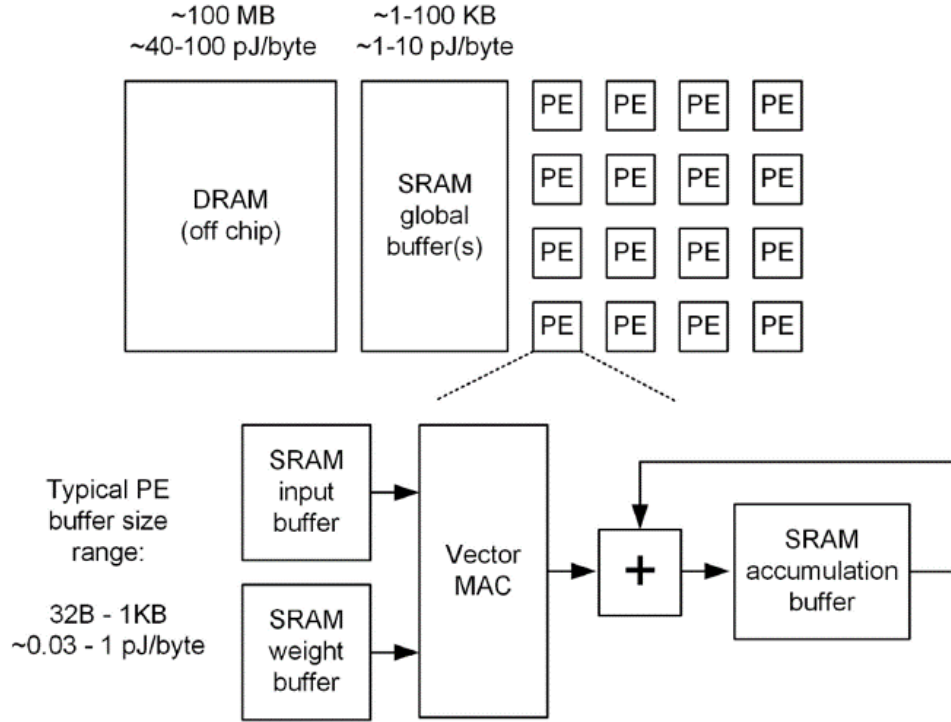 ~100 MB
~40-100 pJ/byte
~1-100 KB
~1-10 pJ/byte
DRAM
(off chip)
SRAM
global
buffer(s)
PE PE PE PE
PE PE PE PE
PE PE PE PE
PE PE PE PE
Typical PE
buffer size
range:
32B - 1KB
~0.03 - 1 pJ/byte
SRAM
input
buffer
SRAM
weight
buffer
Vector
MAC
+
SRAM
accumulation
buffer